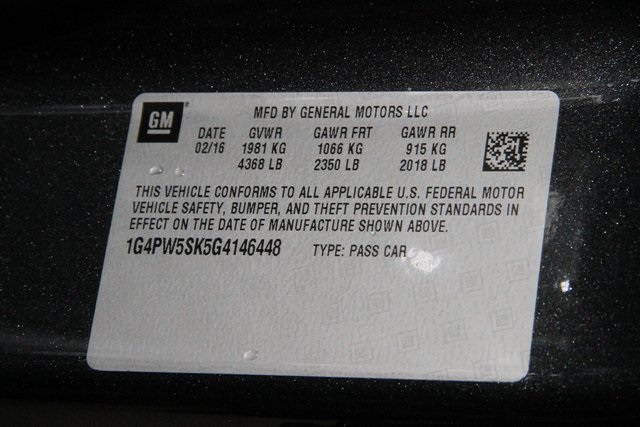 GM
MFD BY GENERAL MOTORS LLC
DATE GVWR GAWR FRT GAWR RR
02/16 1981 KG 1066 KG 915 KG
4368 LB 2350 LB 2018 LB
THIS VEHICLE CONFORMS TO ALL APPLICABLE U.S. FEDERAL MOTOR
VEHICLE SAFETY, BUMPER, AND THEFT PREVENTION STANDARDS IN
EFFECT ON THE DATE OF MANUFACTURE SHOWN ABOVE.
1G4PW5SK5G4146448 TYPE: PASS CAR